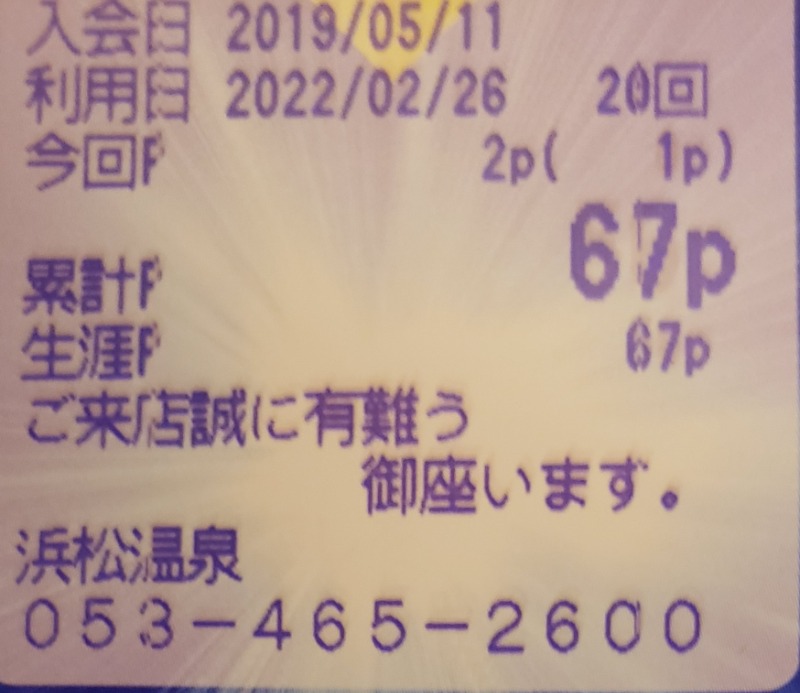 入会日 2019/05/11
利用日 2022/02/26 20回
今回P 2p( 1p)
累計P 67p
生涯P 67p
ご来店誠に有難う
御座います。
浜松温泉
053-465-2600